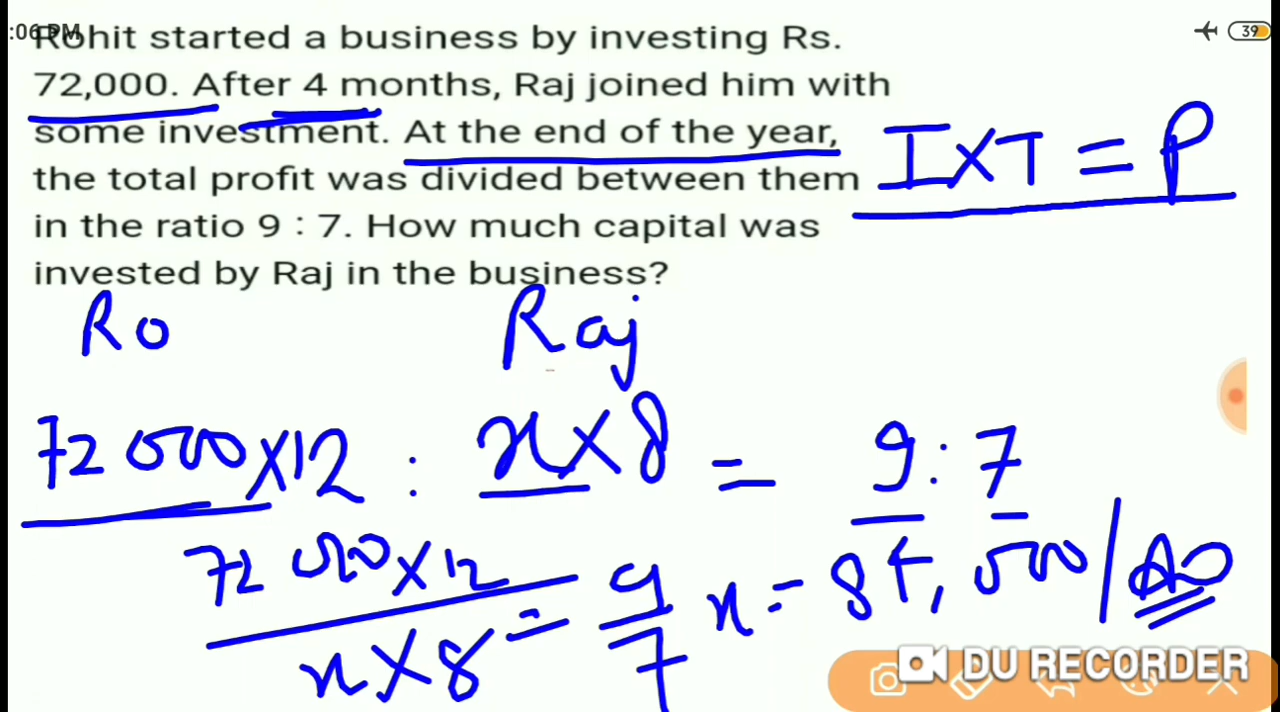 :06 PM
39
Rohit started a business by investing Rs.
72,000. After 4 months, Raj joined him with
some investment. At the end of the year,
the total profit was divided between them
in the ratio 9 : 7. How much capital was
invested by Raj in the business?
I×T = P
Ro Raj
72000×12 : x×8 = 9:7
72000×12 / x×8 = 9/7
x = 84,000/
DU RECORDER